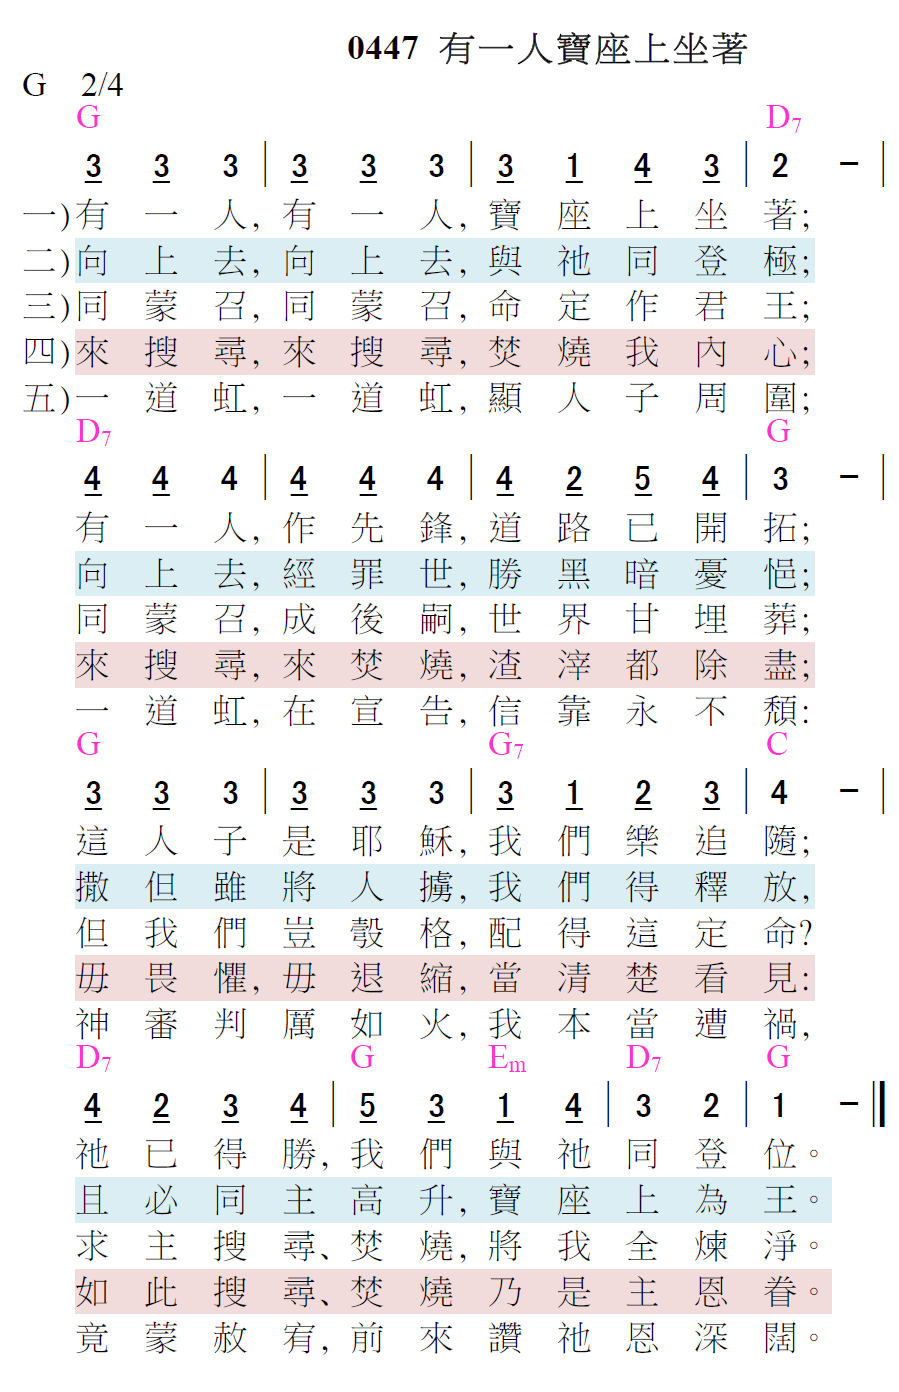 0447 有一人寶座上坐著
G 2/4
G D7
3 3 3 | 3 3 3 | 3 1 4 3 | 2 − |
一)有一人,有一人,寶座上坐著;
二)向上去,向上去,與祂同登極;
三)同蒙召,同蒙召,命定作君王;
四)來搜尋,來搜尋,焚燒我內心;
五)一道虹,一道虹,顯人子周圍;
D7 G
4 4 4 | 4 4 4 | 4 2 5 4 | 3 − |
有一人,作先鋒,道路已開拓;
向上去,經罪世,勝黑暗憂悒;
同蒙召,成後嗣,世界甘埋葬;
來搜尋,來焚燒,渣滓都除盡;
一道虹,在宣告,信靠永不頹:
G G7 C
3 3 3 | 3 3 3 | 3 1 2 3 | 4 − |
這人子是耶穌,我們樂追隨;
撒但雖將人擄,我們得釋放,
但我們豈彀格,配得這定命?
毋畏懼,毋退縮,當清楚看見:
神審判厲如火,我本當遭禍,
D7 G Em D7 G
4 2 3 4 | 5 3 1 4 | 3 2 | 1 − ‖
祂已得勝,我們與祂同登位。
且必同主高升,寶座上為王。
求主搜尋、焚燒,將我全煉淨。
如此搜尋、焚燒乃是主恩眷。
竟蒙赦宥,前來讚祂恩深闊。